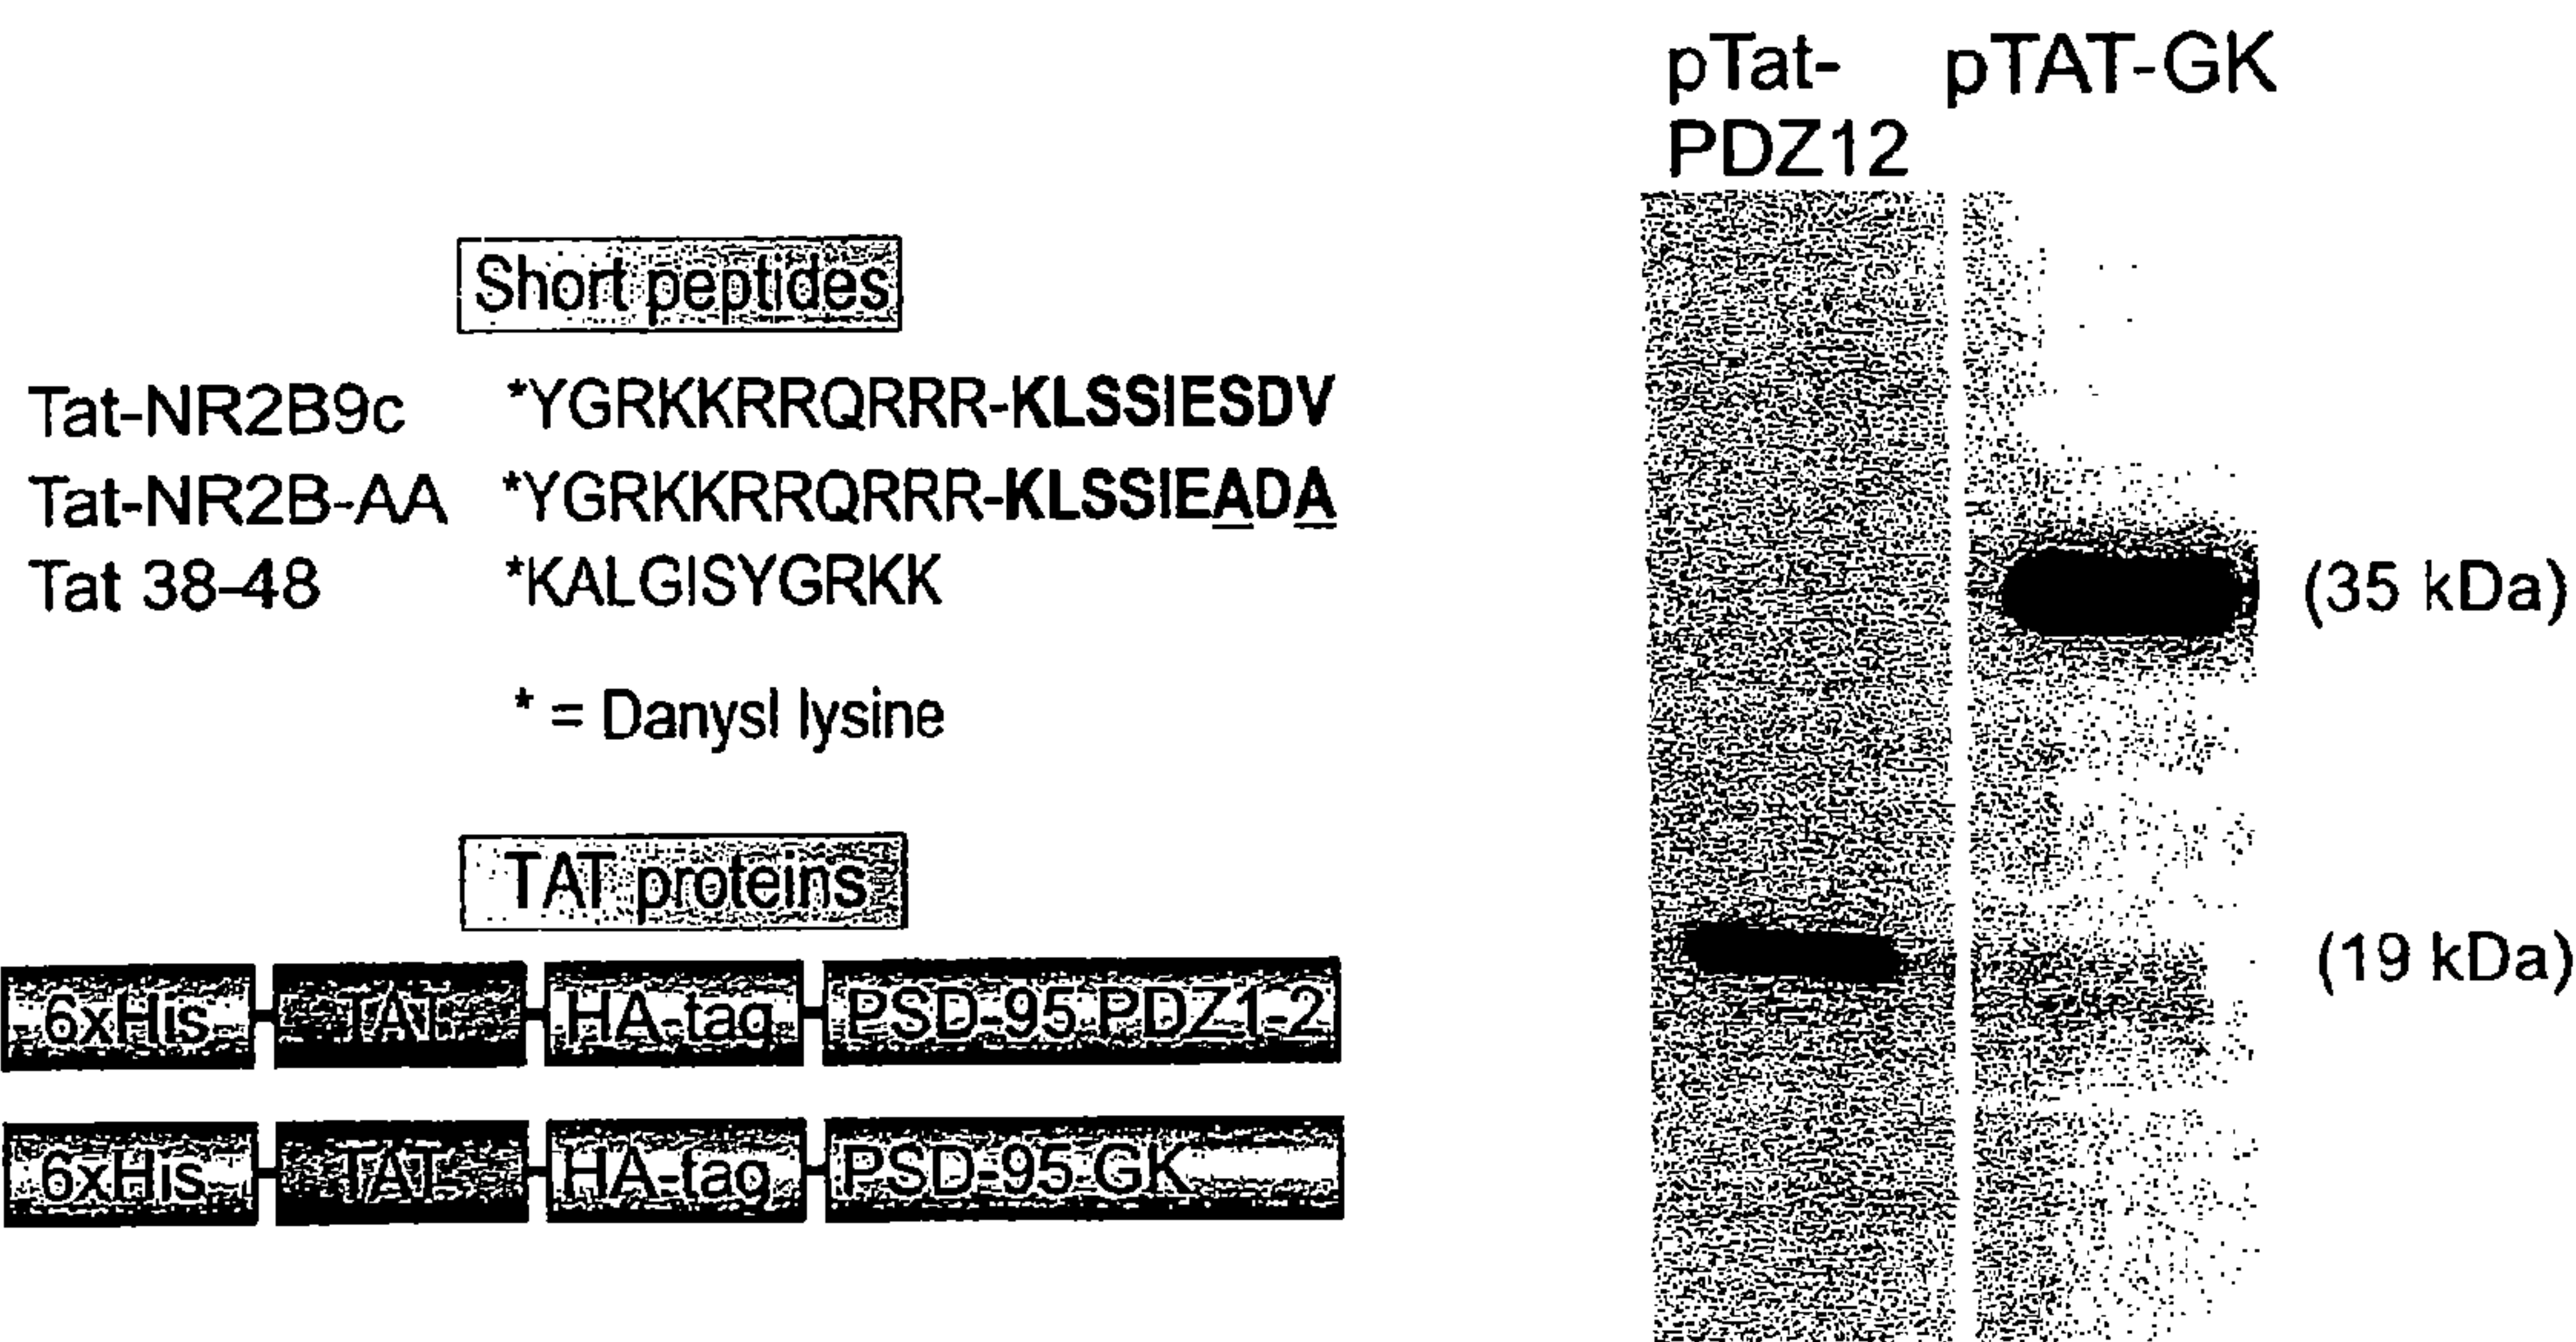 Short peptides
Tat-NR2B9c *YGRKKRRQRRR-KLSSIESDV
Tat-NR2B-AA *YGRKKRRQRRR-KLSSIEADA
Tat 38-48 *KALGISYGRKK
* = Danysl lysine
TAT proteins
6xHis TAT HA-tag PSD-95 PDZ1-2
6xHis TAT HA-tag PSD-95 GK
pTat- pTAT-GK
PDZ12
(35 kDa)
(19 kDa)